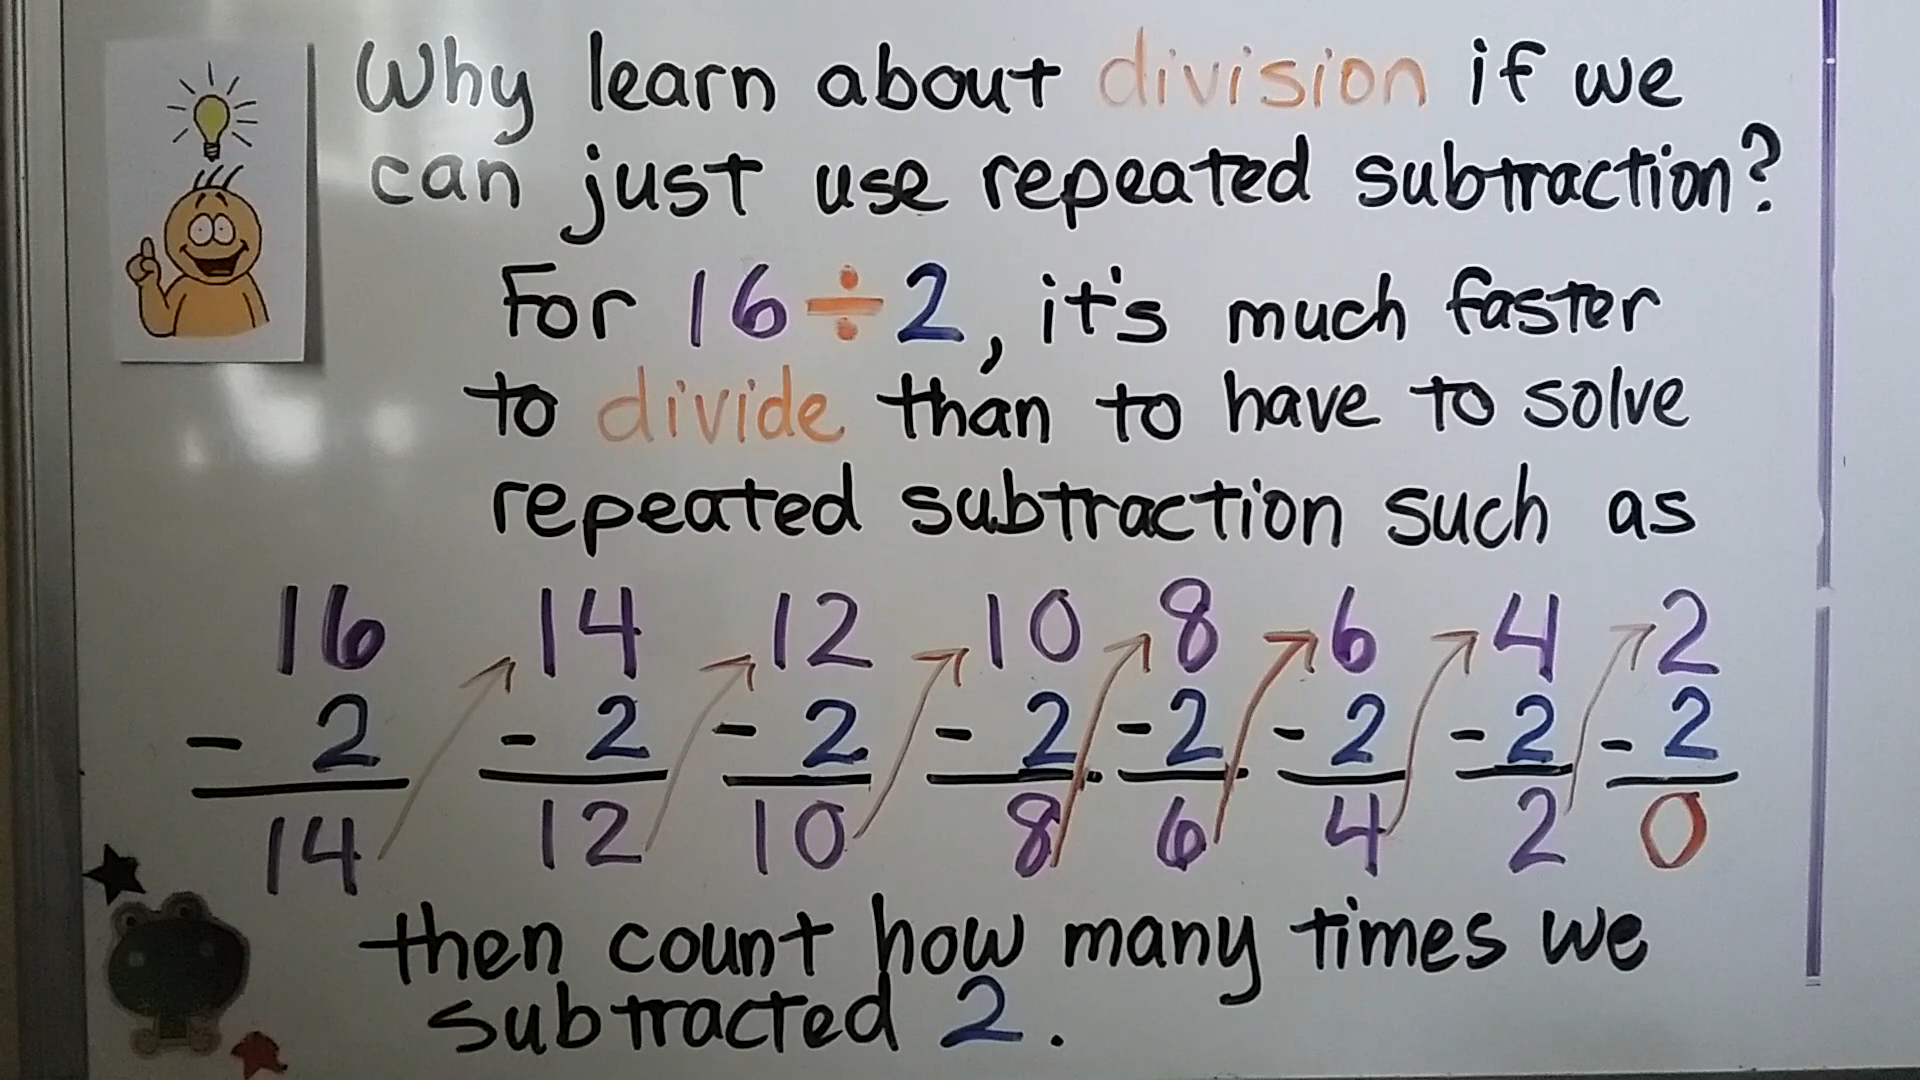 Why learn about division if we
can just use repeated subtraction?
For 16 ÷ 2, it's much faster
to divide than to have to solve
repeated subtraction such as
16 14 12 10 8 6 4 2
- 2 - 2 - 2 - 2 - 2 - 2 - 2 - 2
14 12 10 8 6 4 2 0
then count how many times we
subtracted 2.